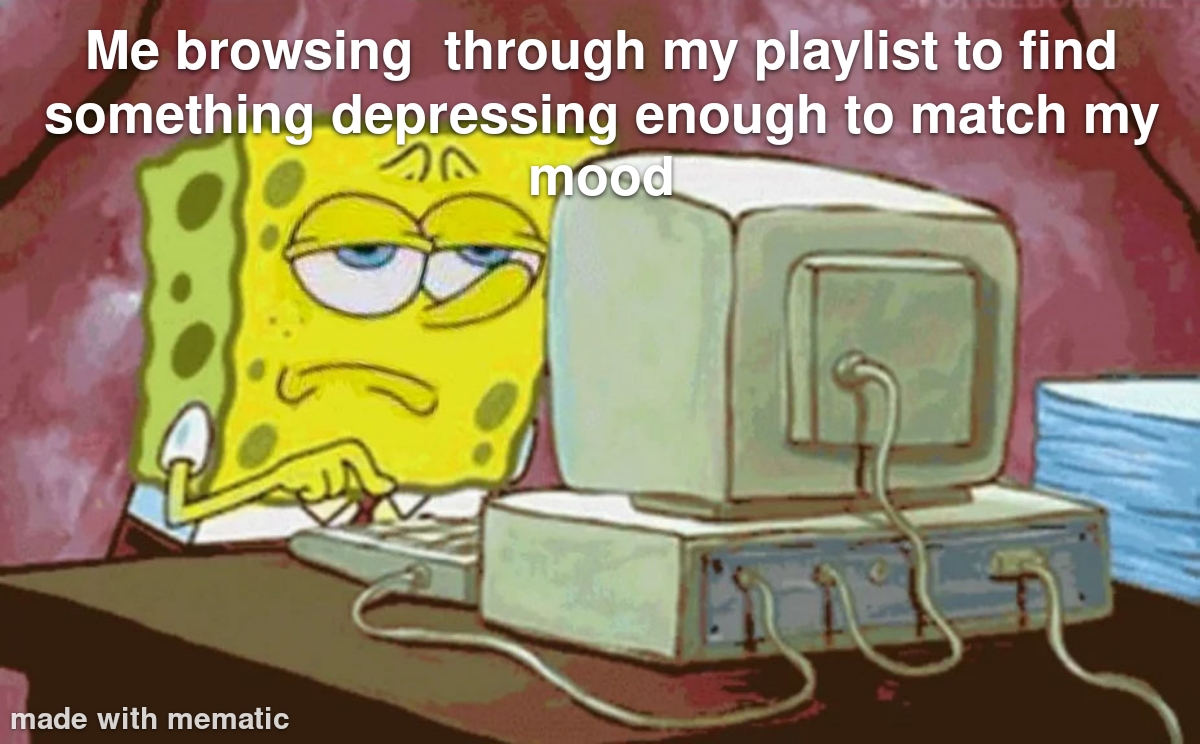 Me browsing  through my playlist to find
something depressing enough to match my
mood
made with mematic